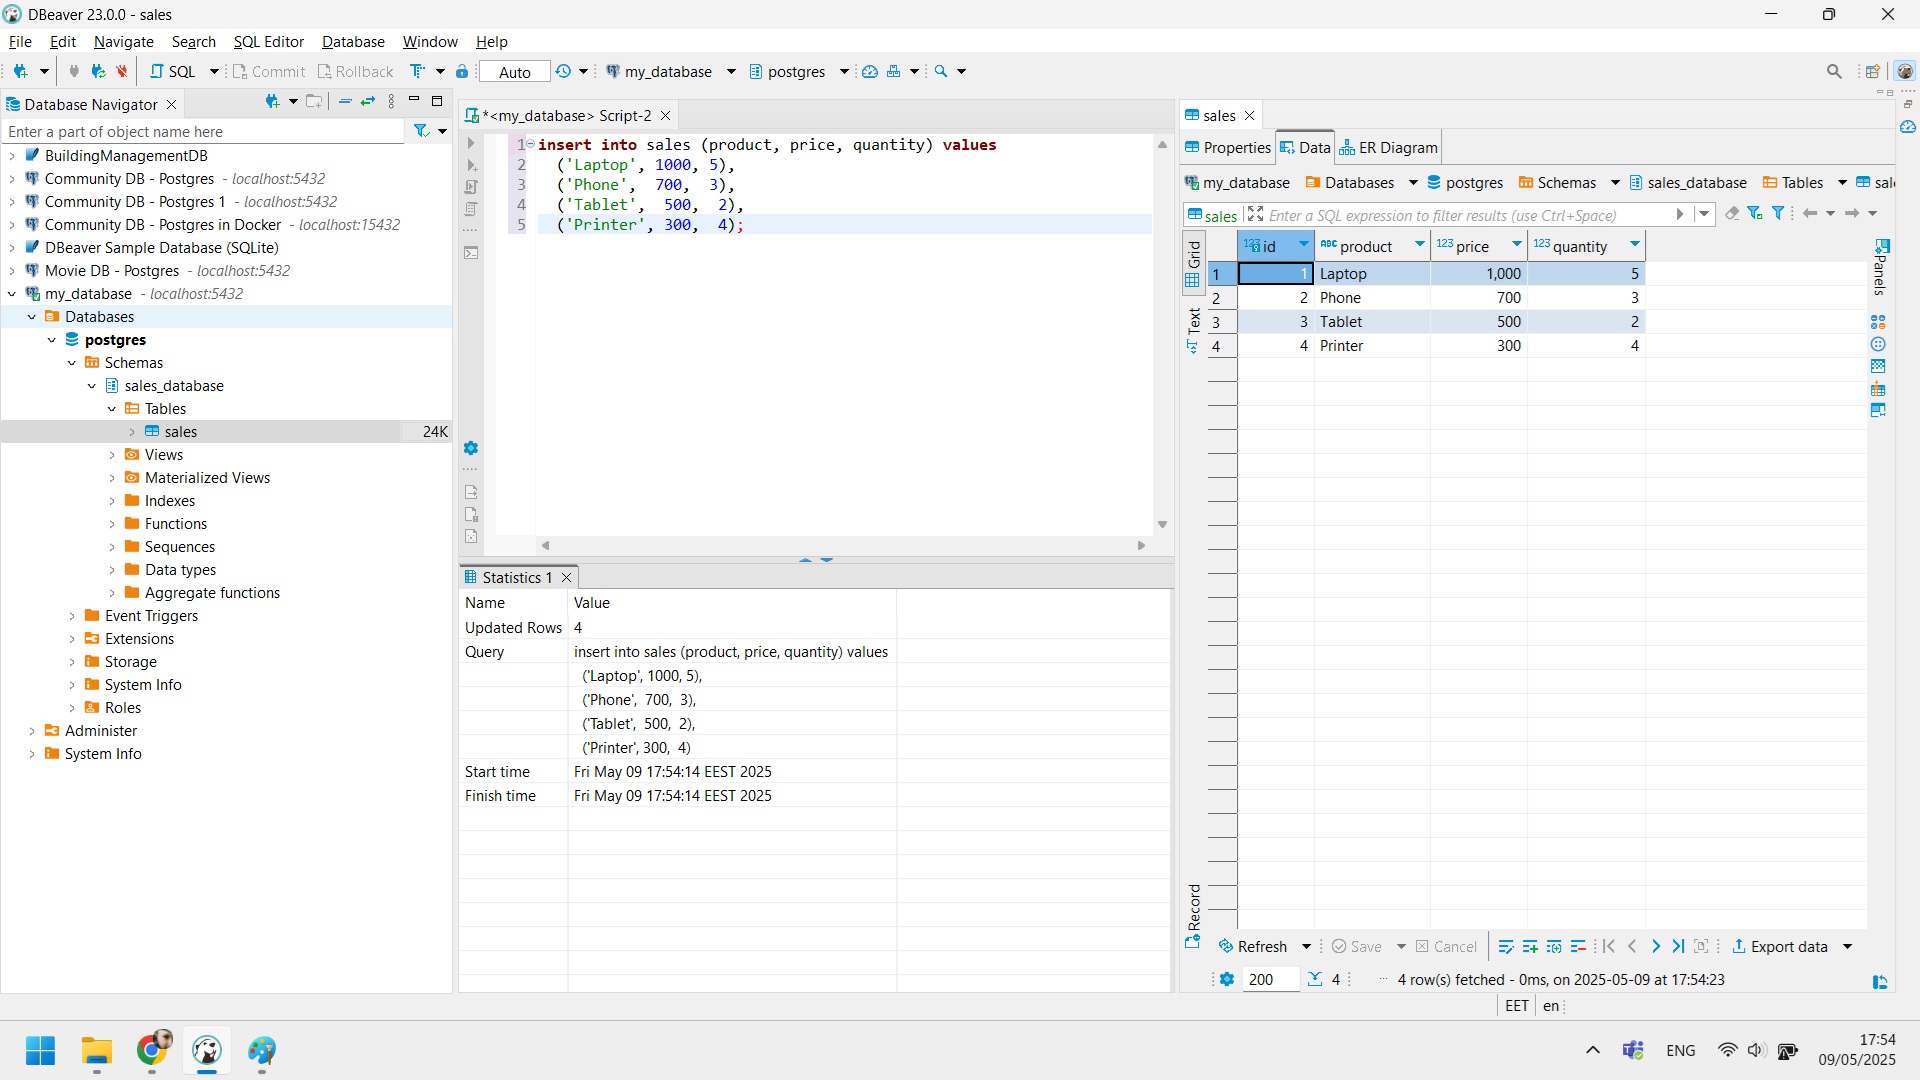 DBeaver 23.0.0 - sales
File Edit Navigate Search SQL Editor Database Window Help
SQL Commit Rollback Auto my_database postgres
Database Navigator
Enter a part of object name here
BuildingManagementDB
Community DB - Postgres - localhost:5432
Community DB - Postgres 1 - localhost:5432
Community DB - Postgres in Docker - localhost:15432
DBeaver Sample Database (SQLite)
Movie DB - Postgres - localhost:5432
my_database - localhost:5432
Databases
postgres
Schemas
sales_database
Tables
sales 24K
Views
Materialized Views
Indexes
Functions
Sequences
Data types
Aggregate functions
Event Triggers
Extensions
Storage
System Info
Roles
Administer
System Info
*<my_database> Script-2
1 insert into sales (product, price, quantity) values
2 ('Laptop', 1000, 5),
3 ('Phone', 700, 3),
4 ('Tablet', 500, 2),
5 ('Printer', 300, 4);
Statistics 1
Name Value
Updated Rows 4
Query insert into sales (product, price, quantity) values
('Laptop', 1000, 5),
('Phone', 700, 3),
('Tablet', 500, 2),
('Printer', 300, 4)
Start time Fri May 09 17:54:14 EEST 2025
Finish time Fri May 09 17:54:14 EEST 2025
sales
Properties Data ER Diagram
my_database Databases postgres Schemas sales_database Tables sal
sales Enter a SQL expression to filter results (use Ctrl+Space)
Grid
Text
Record
Panels
123 id ABC product 123 price 123 quantity
1 1 Laptop 1,000 5
2 2 Phone 700 3
3 3 Tablet 500 2
4 4 Printer 300 4
Refresh Save Cancel Export data
200 4 ... 4 row(s) fetched - 0ms, on 2025-05-09 at 17:54:23
EET en
ENG
17:54
09/05/2025